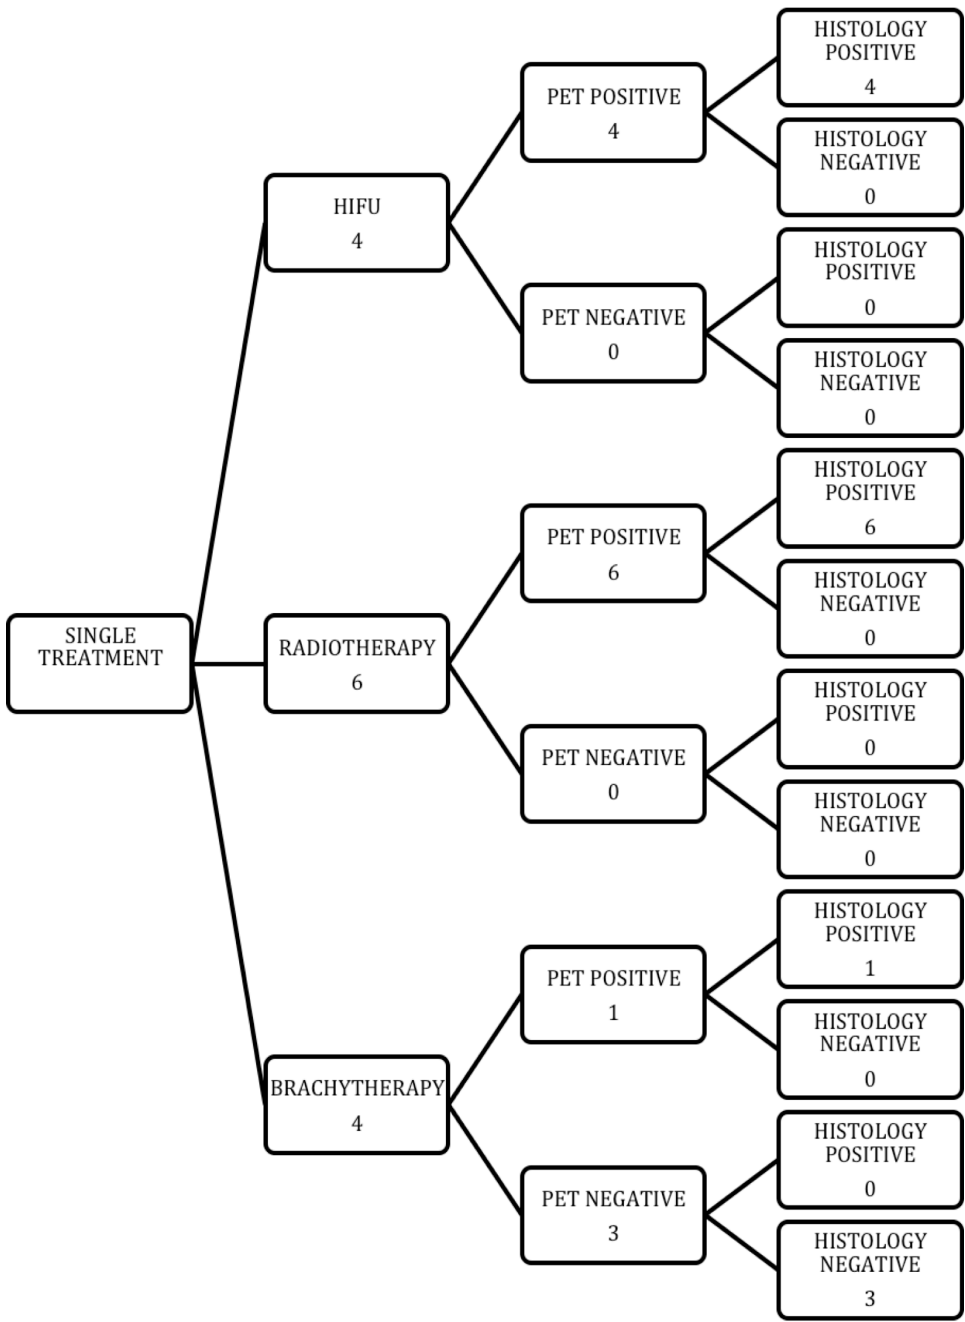 SINGLE
TREATMENT
HIFU
4
PET POSITIVE
4
HISTOLOGY
POSITIVE
4
HISTOLOGY
NEGATIVE
0
PET NEGATIVE
0
HISTOLOGY
POSITIVE
0
HISTOLOGY
NEGATIVE
0
RADIOTHERAPY
6
PET POSITIVE
6
HISTOLOGY
POSITIVE
6
HISTOLOGY
NEGATIVE
0
PET NEGATIVE
0
HISTOLOGY
POSITIVE
0
HISTOLOGY
NEGATIVE
0
BRACHYTHERAPY
4
PET POSITIVE
1
HISTOLOGY
POSITIVE
1
HISTOLOGY
NEGATIVE
0
PET NEGATIVE
3
HISTOLOGY
POSITIVE
0
HISTOLOGY
NEGATIVE
3